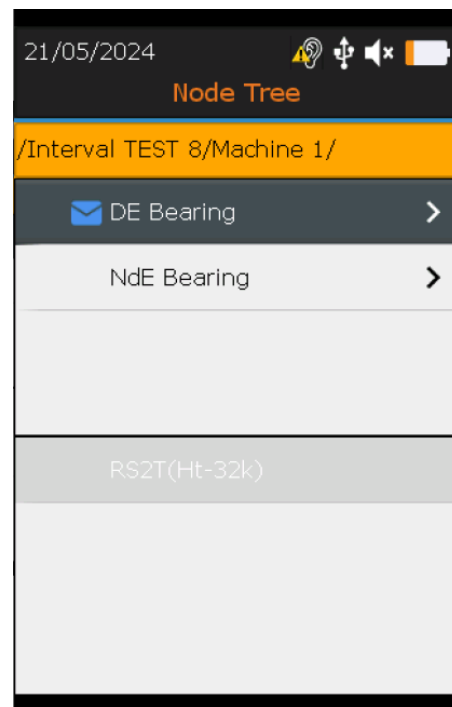 21/05/2024
Node Tree
/Interval TEST 8/Machine 1/
DE Bearing
NdE Bearing
RS2T(Ht-32k)